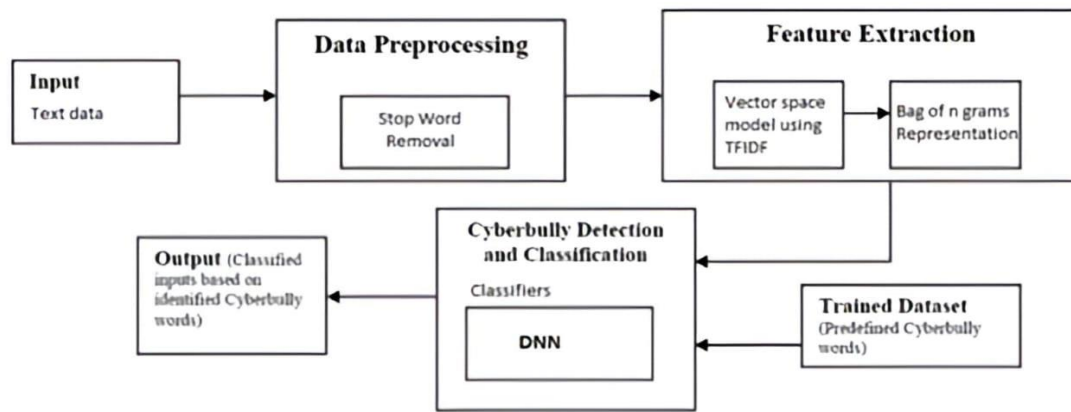 Input
Text data
Data Preprocessing
Stop Word
Removal
Feature Extraction
Vector space
model using
TFIDF
Bag of n grams
Representation
Cyberbully Detection
and Classification
Classifiers
DNN
Trained Dataset
(Predefined Cyberbully
words)
Output (Classified
inputs based on
identified Cyberbully
words)